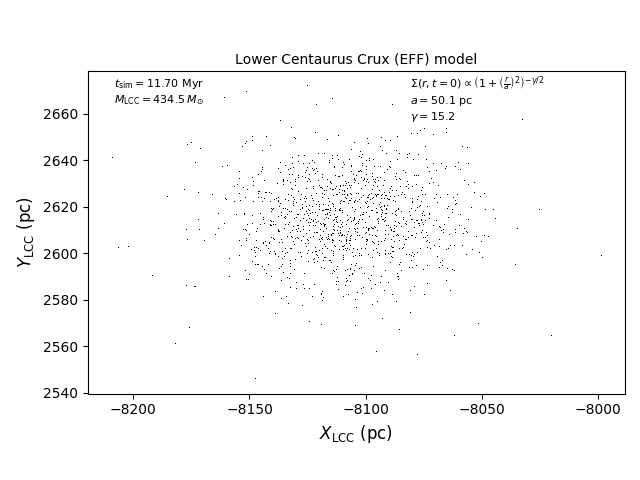 Lower Centaurus Crux (EFF) model
t_sim = 11.70 Myr
M_LCC = 434.5 M_⊙
Σ(r, t = 0) ∝ (1 + (r/a)²)^(−γ/2)
a = 50.1 pc
γ = 15.2
2660
2640
2620
2600
2580
2560
2540
Y_LCC (pc)
−8200 −8150 −8100 −8050 −8000
X_LCC (pc)